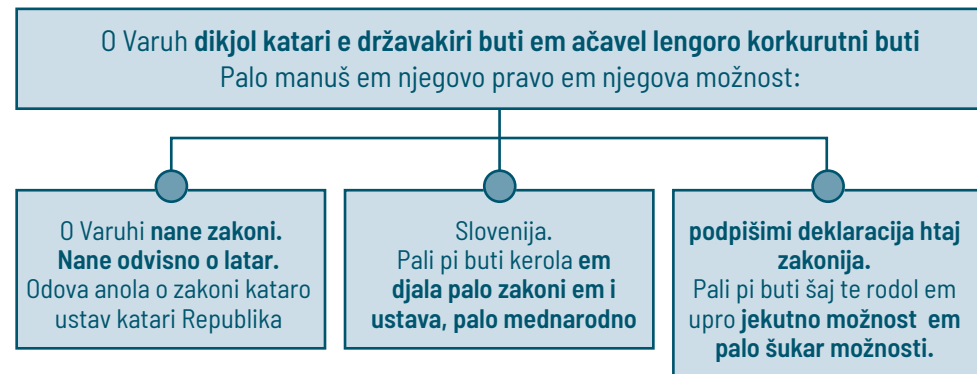 O Varuh dikjol katari e državakiri buti em ačavel lengoro korkurutni buti
Palo manuš em njegovo pravo em njegova možnost:
O Varuhi nane zakoni.
Nane odvisno o latar.
Odova anola o zakoni kataro
ustav katari Republika
Slovenija.
Pali pi buti kerola em
djala palo zakoni em i
ustava, palo mednarodno
podpišimi deklaracija htaj
zakonija.
Pali pi buti šaj te rodol em
upro jekutno možnost em
palo šukar možnosti.